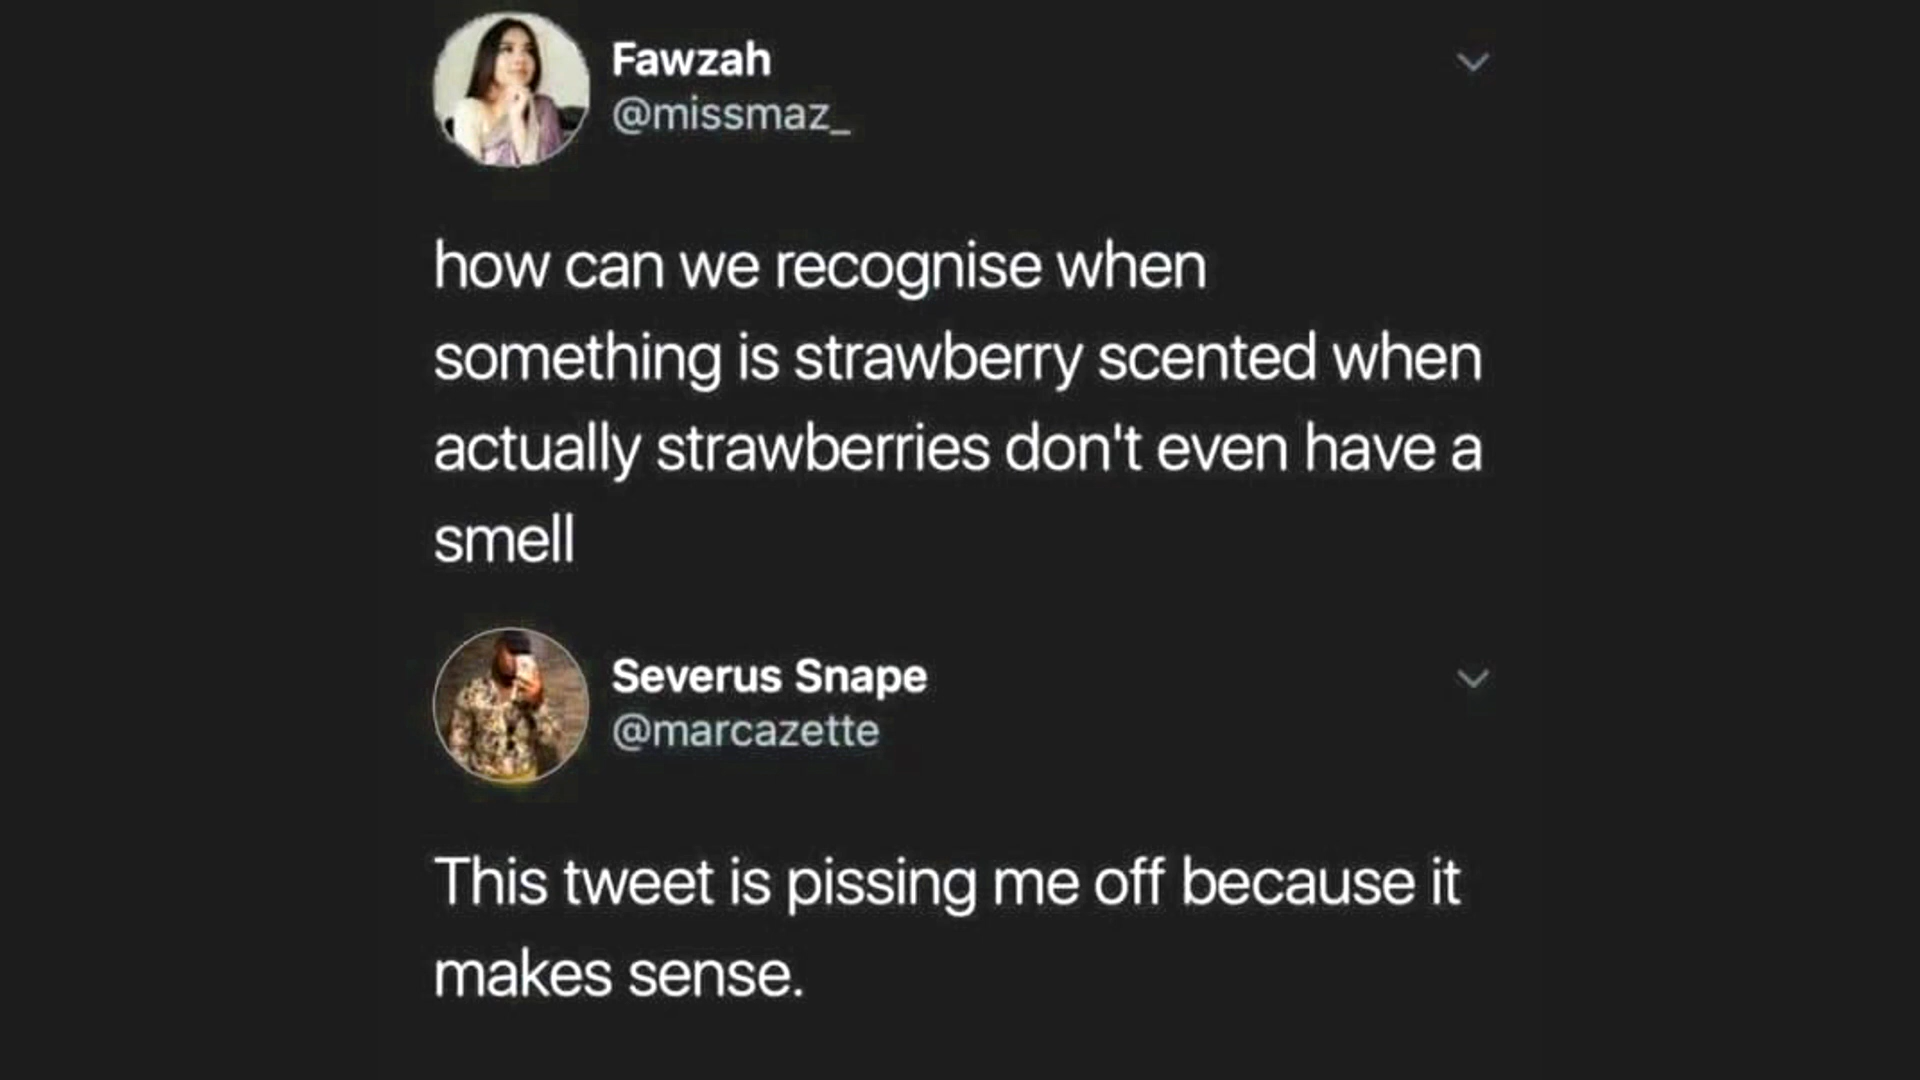 Fawzah
@missmaz_
how can we recognise when
something is strawberry scented when
actually strawberries don't even have a
smell
Severus Snape
@marcazette
This tweet is pissing me off because it
makes sense.